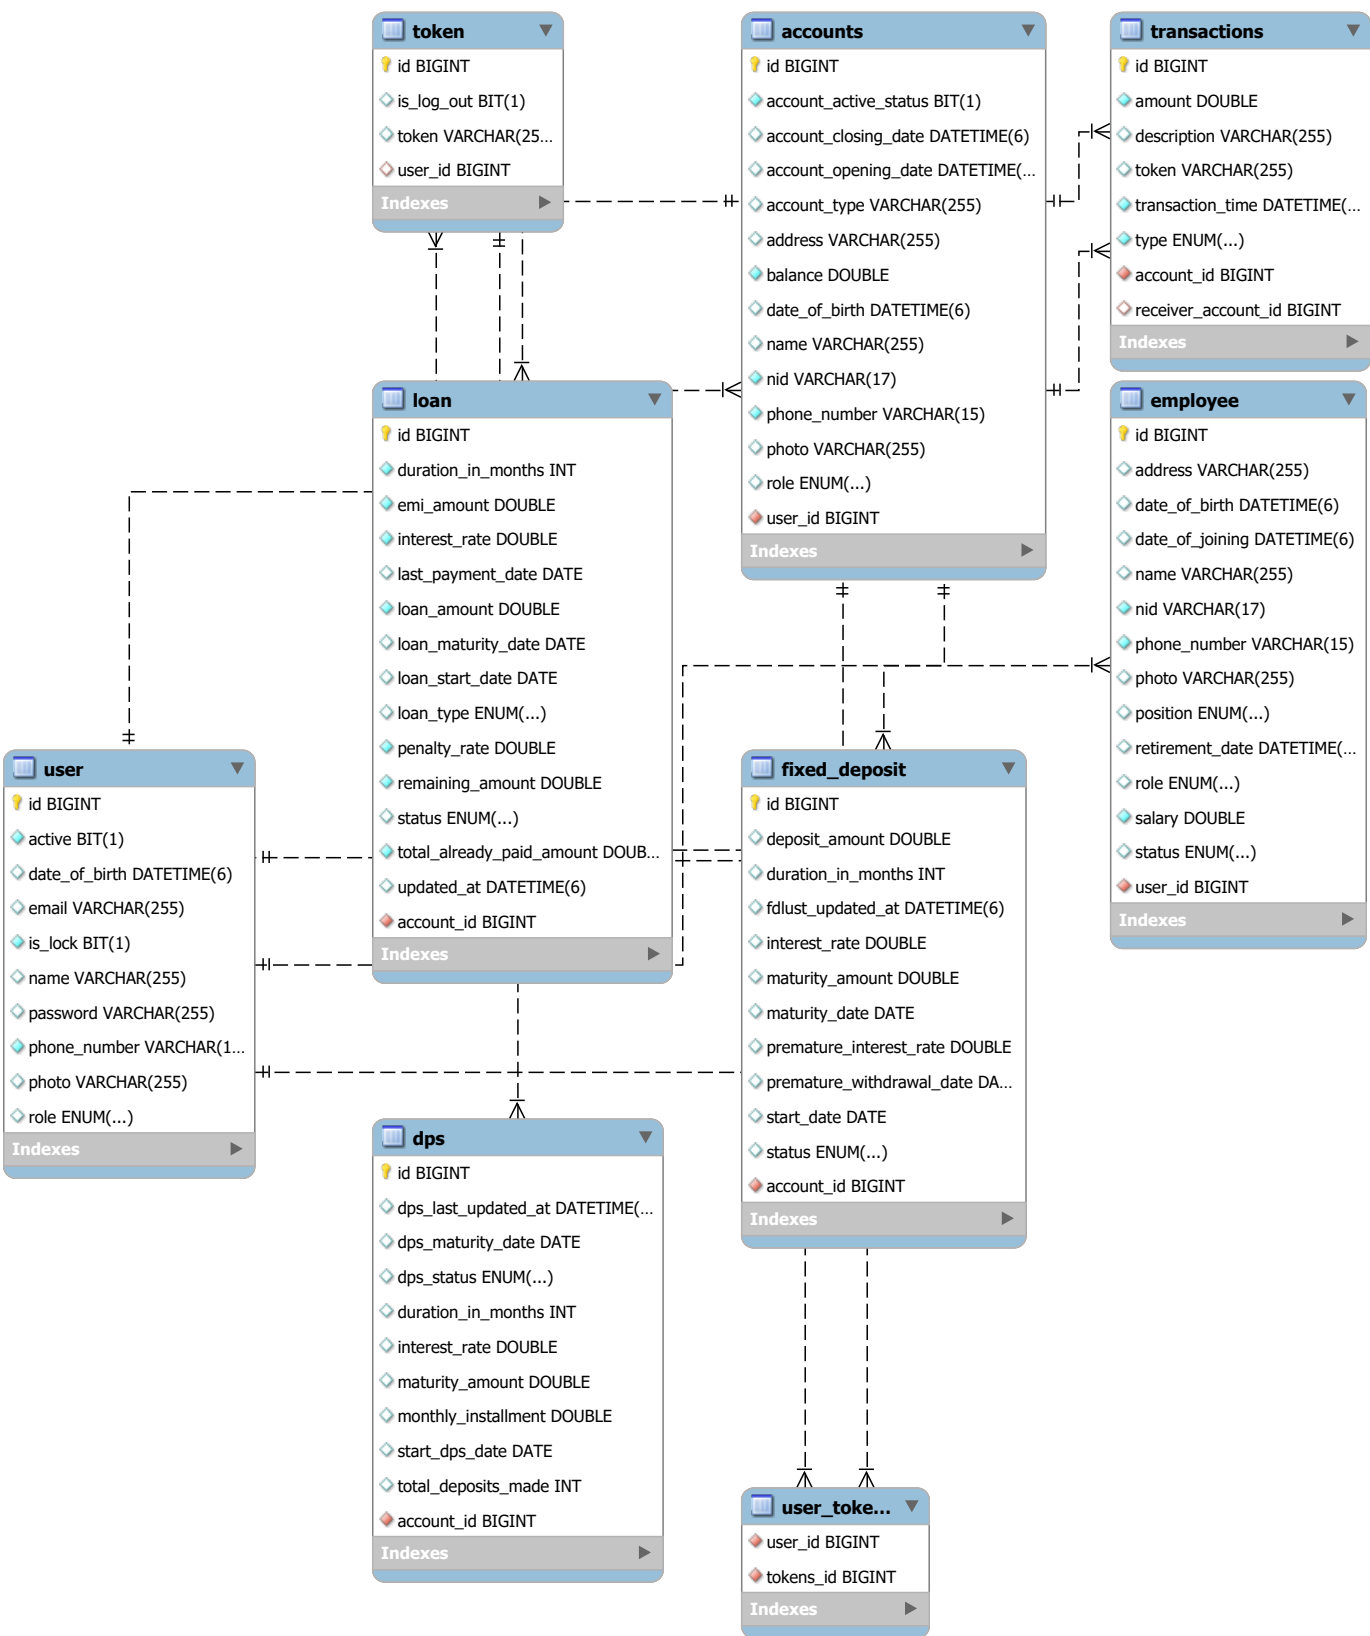 token
id BIGINT
is_log_out BIT(1)
token VARCHAR(25...
user_id BIGINT
Indexes
accounts
id BIGINT
account_active_status BIT(1)
account_closing_date DATETIME(6)
account_opening_date DATETIME(...
account_type VARCHAR(255)
address VARCHAR(255)
balance DOUBLE
date_of_birth DATETIME(6)
name VARCHAR(255)
nid VARCHAR(17)
phone_number VARCHAR(15)
photo VARCHAR(255)
role ENUM(...)
user_id BIGINT
Indexes
transactions
id BIGINT
amount DOUBLE
description VARCHAR(255)
token VARCHAR(255)
transaction_time DATETIME(...
type ENUM(...)
account_id BIGINT
receiver_account_id BIGINT
Indexes
loan
id BIGINT
duration_in_months INT
emi_amount DOUBLE
interest_rate DOUBLE
last_payment_date DATE
loan_amount DOUBLE
loan_maturity_date DATE
loan_start_date DATE
loan_type ENUM(...)
penalty_rate DOUBLE
remaining_amount DOUBLE
status ENUM(...)
total_already_paid_amount DOUB...
updated_at DATETIME(6)
account_id BIGINT
Indexes
employee
id BIGINT
address VARCHAR(255)
date_of_birth DATETIME(6)
date_of_joining DATETIME(6)
name VARCHAR(255)
nid VARCHAR(17)
phone_number VARCHAR(15)
photo VARCHAR(255)
position ENUM(...)
retirement_date DATETIME(...
role ENUM(...)
salary DOUBLE
status ENUM(...)
user_id BIGINT
Indexes
user
id BIGINT
active BIT(1)
date_of_birth DATETIME(6)
email VARCHAR(255)
is_lock BIT(1)
name VARCHAR(255)
password VARCHAR(255)
phone_number VARCHAR(1...
photo VARCHAR(255)
role ENUM(...)
Indexes
fixed_deposit
id BIGINT
deposit_amount DOUBLE
duration_in_months INT
fdlust_updated_at DATETIME(6)
interest_rate DOUBLE
maturity_amount DOUBLE
maturity_date DATE
premature_interest_rate DOUBLE
premature_withdrawal_date DA...
start_date DATE
status ENUM(...)
account_id BIGINT
Indexes
dps
id BIGINT
dps_last_updated_at DATETIME(...
dps_maturity_date DATE
dps_status ENUM(...)
duration_in_months INT
interest_rate DOUBLE
maturity_amount DOUBLE
monthly_installment DOUBLE
start_dps_date DATE
total_deposits_made INT
account_id BIGINT
Indexes
user_toke...
user_id BIGINT
tokens_id BIGINT
Indexes